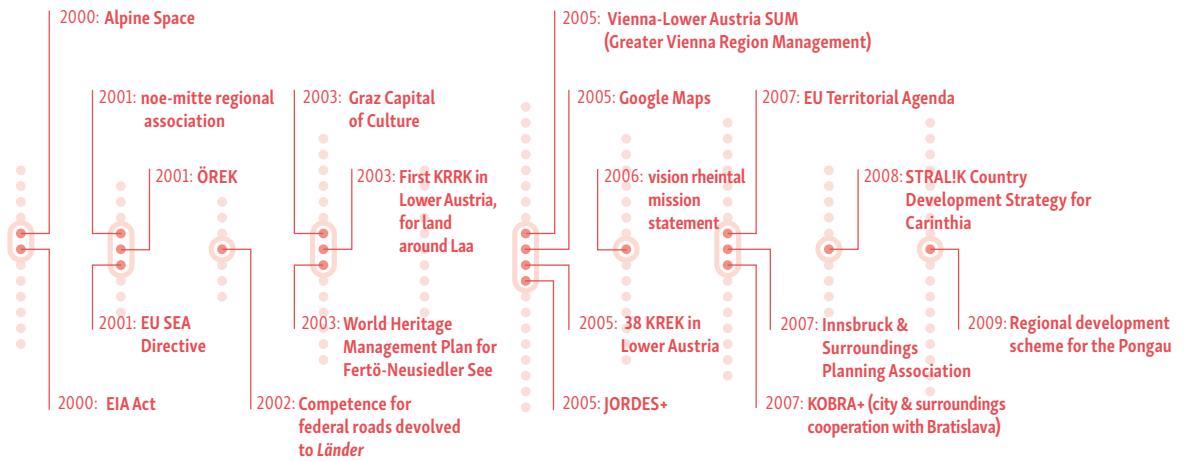 2000: Alpine Space
2005: Vienna-Lower Austria SUM
(Greater Vienna Region Management)
2001: noe-mitte regional
association
2003: Graz Capital
of Culture
2005: Google Maps
2007: EU Territorial Agenda
2001: ÖREK
2003: First KRRK in
Lower Austria,
for land
around Laa
2006: vision rheintal
mission
statement
2008: STRAL!K Country
Development Strategy for
Carinthia
2001: EU SEA
Directive
2003: World Heritage
Management Plan for
Fertö-Neusiedler See
2005: 38 KREK in
Lower Austria
2007: Innsbruck &
Surroundings
Planning Association
2009: Regional development
scheme for the Pongau
2000: EIA Act
2002: Competence for
federal roads devolved
to Länder
2005: JORDES+
2007: KOBRA+ (city & surroundings
cooperation with Bratislava)